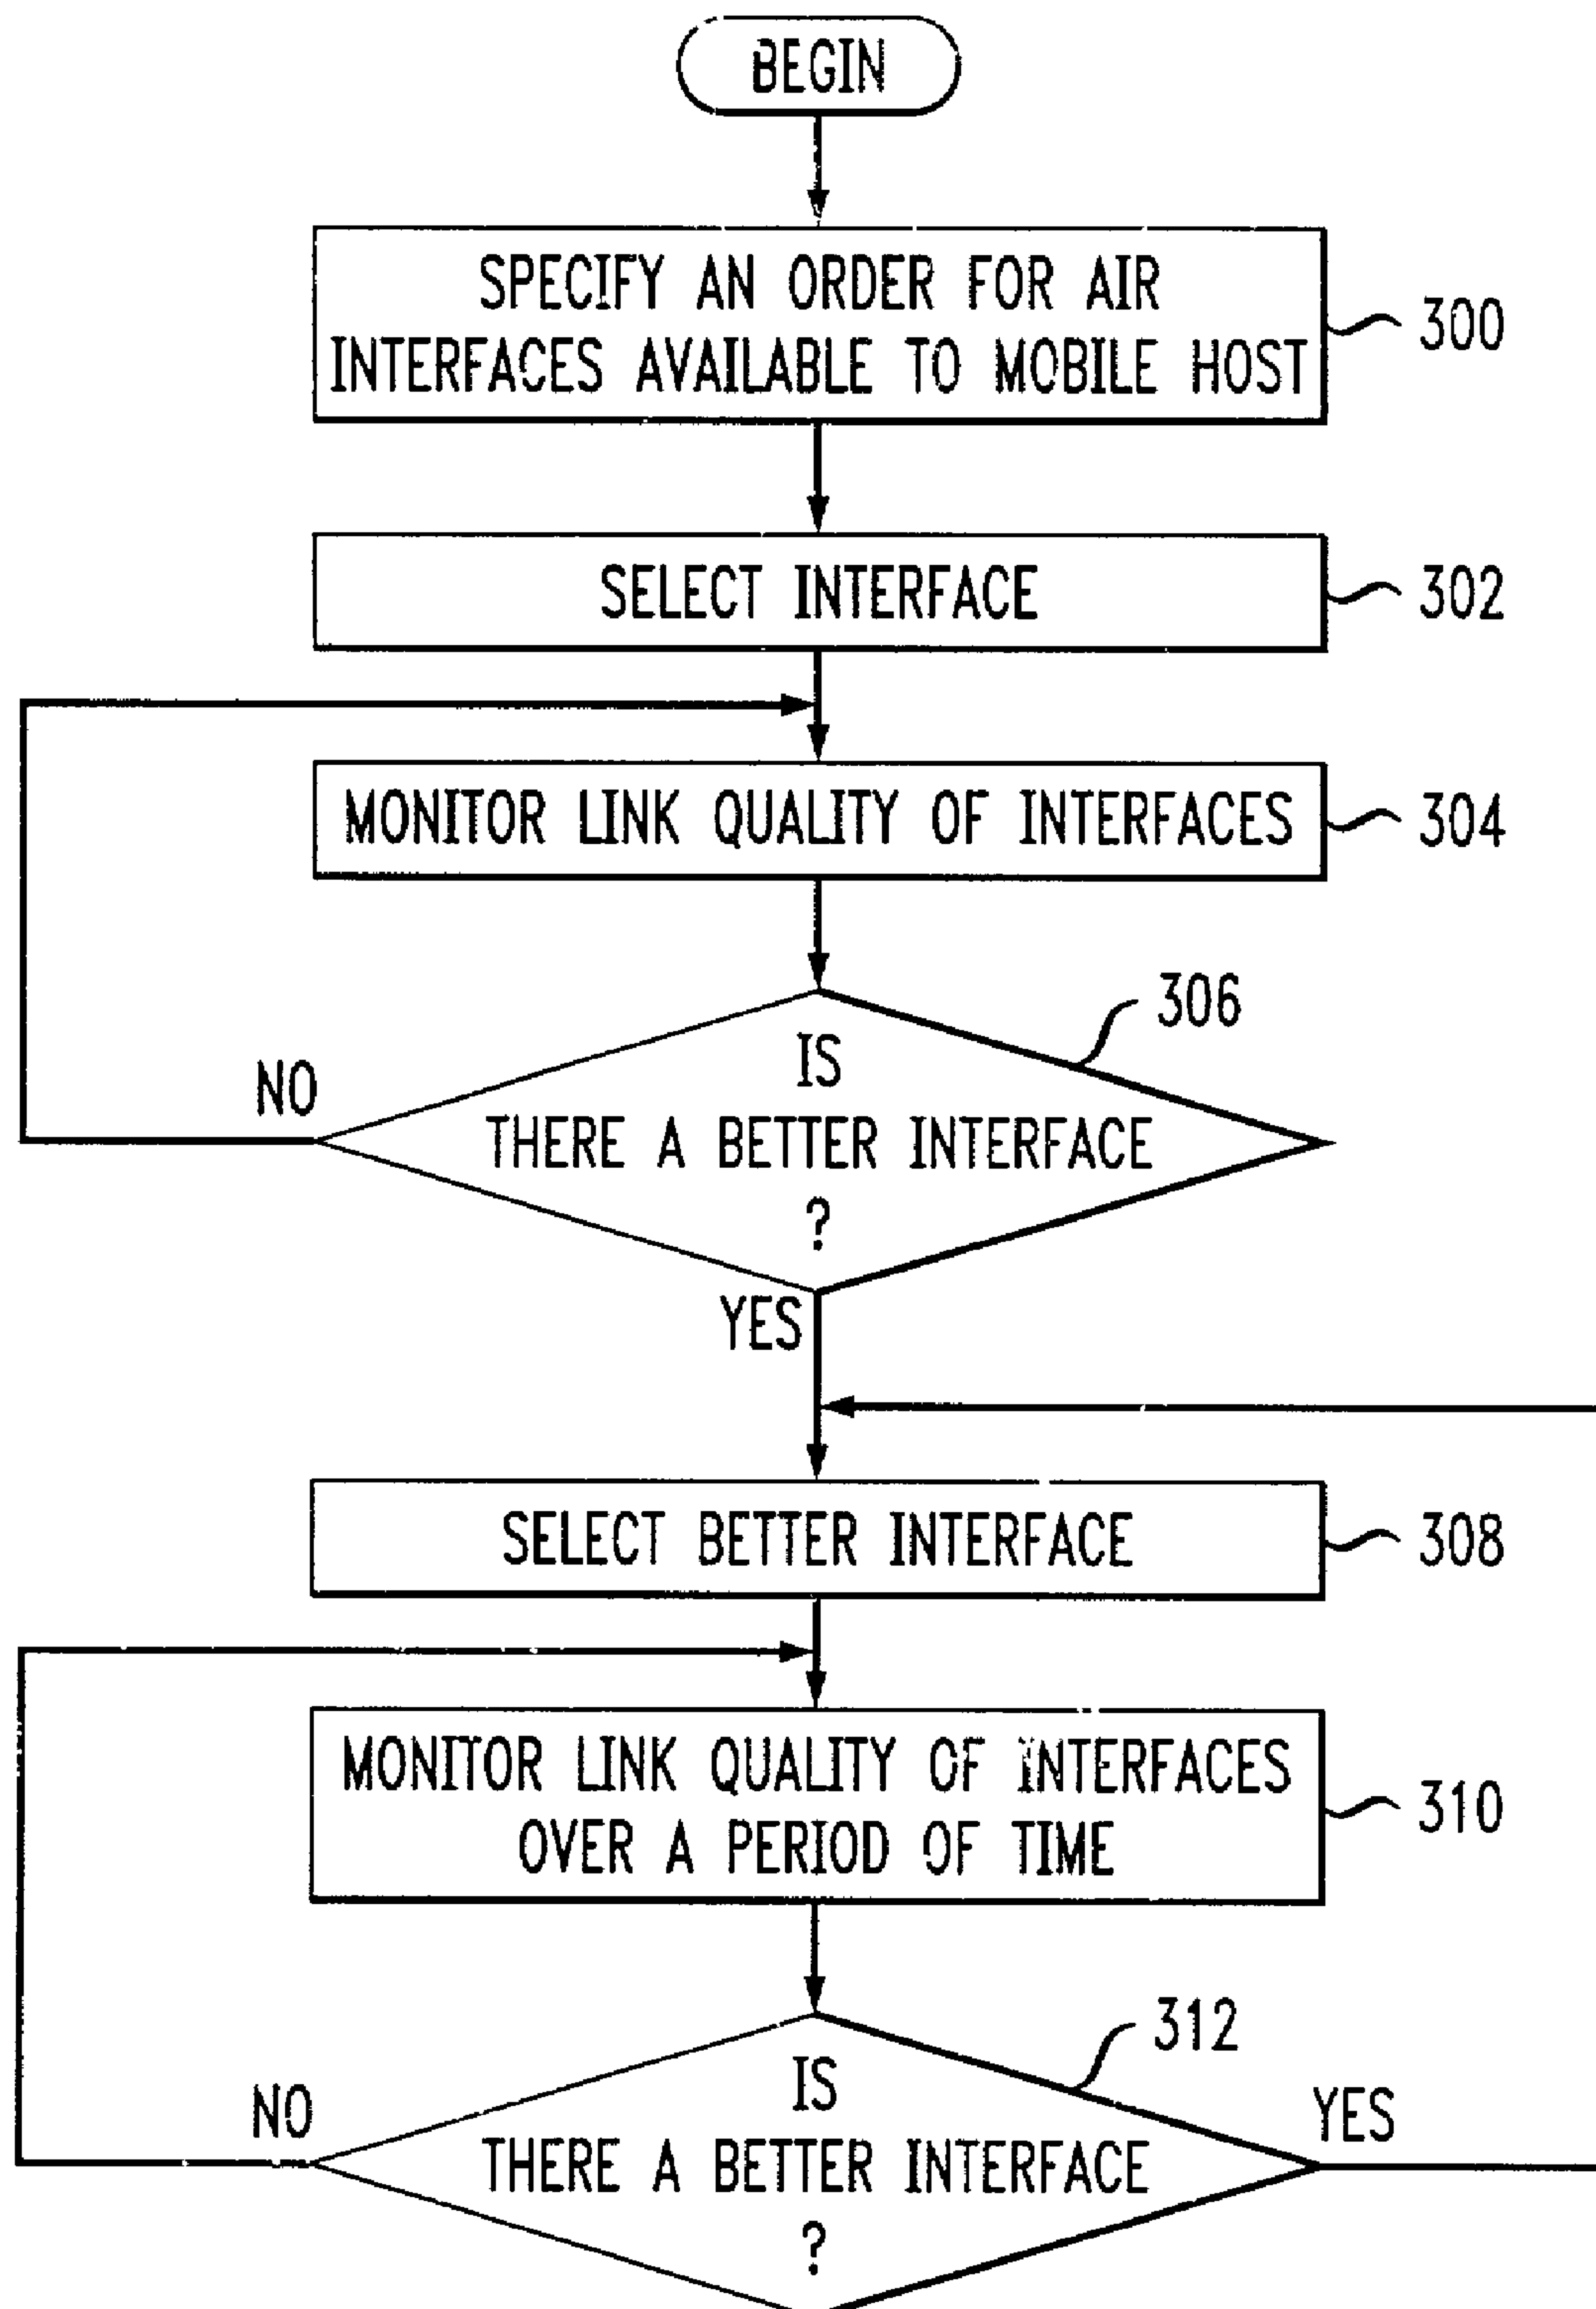 BEGIN
SPECIFY AN ORDER FOR AIR
INTERFACES AVAILABLE TO MOBILE HOST
300
SELECT INTERFACE
302
MONITOR LINK QUALITY OF INTERFACES
304
306
IS
THERE A BETTER INTERFACE
?
NO
YES
SELECT BETTER INTERFACE
308
MONITOR LINK QUALITY OF INTERFACES
OVER A PERIOD OF TIME
310
312
IS
THERE A BETTER INTERFACE
?
NO
YES